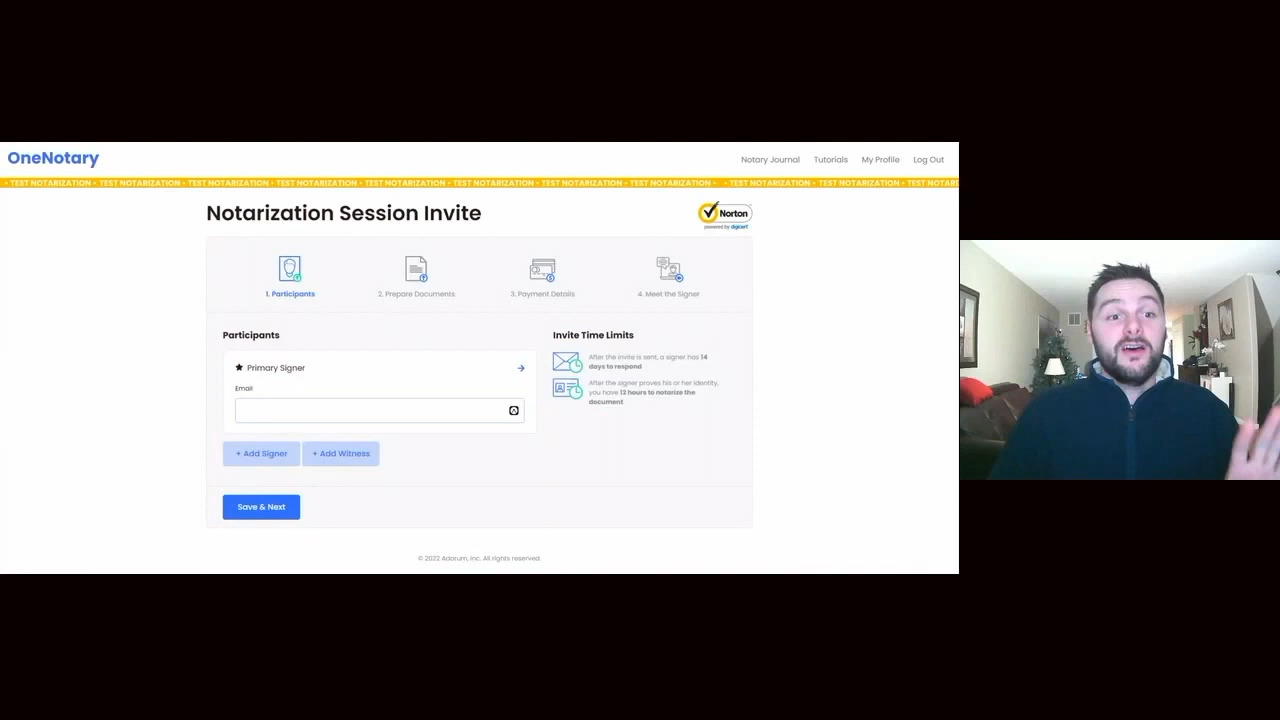 OneNotary
Notary Journal Tutorials My Profile Log Out
• TEST NOTARIZATION • TEST NOTARIZATION • TEST NOTARIZATION • TEST NOTARIZATION • TEST NOTARIZATION • TEST NOTARIZATION • TEST NOTARIZATION • TEST NOTARIZATION • • TEST NOTARIZATION • TEST NOTARIZATION • TEST NOTAR
Notarization Session Invite
Norton
powered by digicert
1. Participants
2. Prepare Documents
3. Payment Details
4. Meet the Signer
Participants
Primary Signer
Email
+ Add Signer
+ Add Witness
Save & Next
Invite Time Limits
After the invite is sent, a signer has 14
days to respond
After the signer proves his or her identity,
you have 12 hours to notarize the
document
© 2022 Adorum, Inc. All rights reserved.